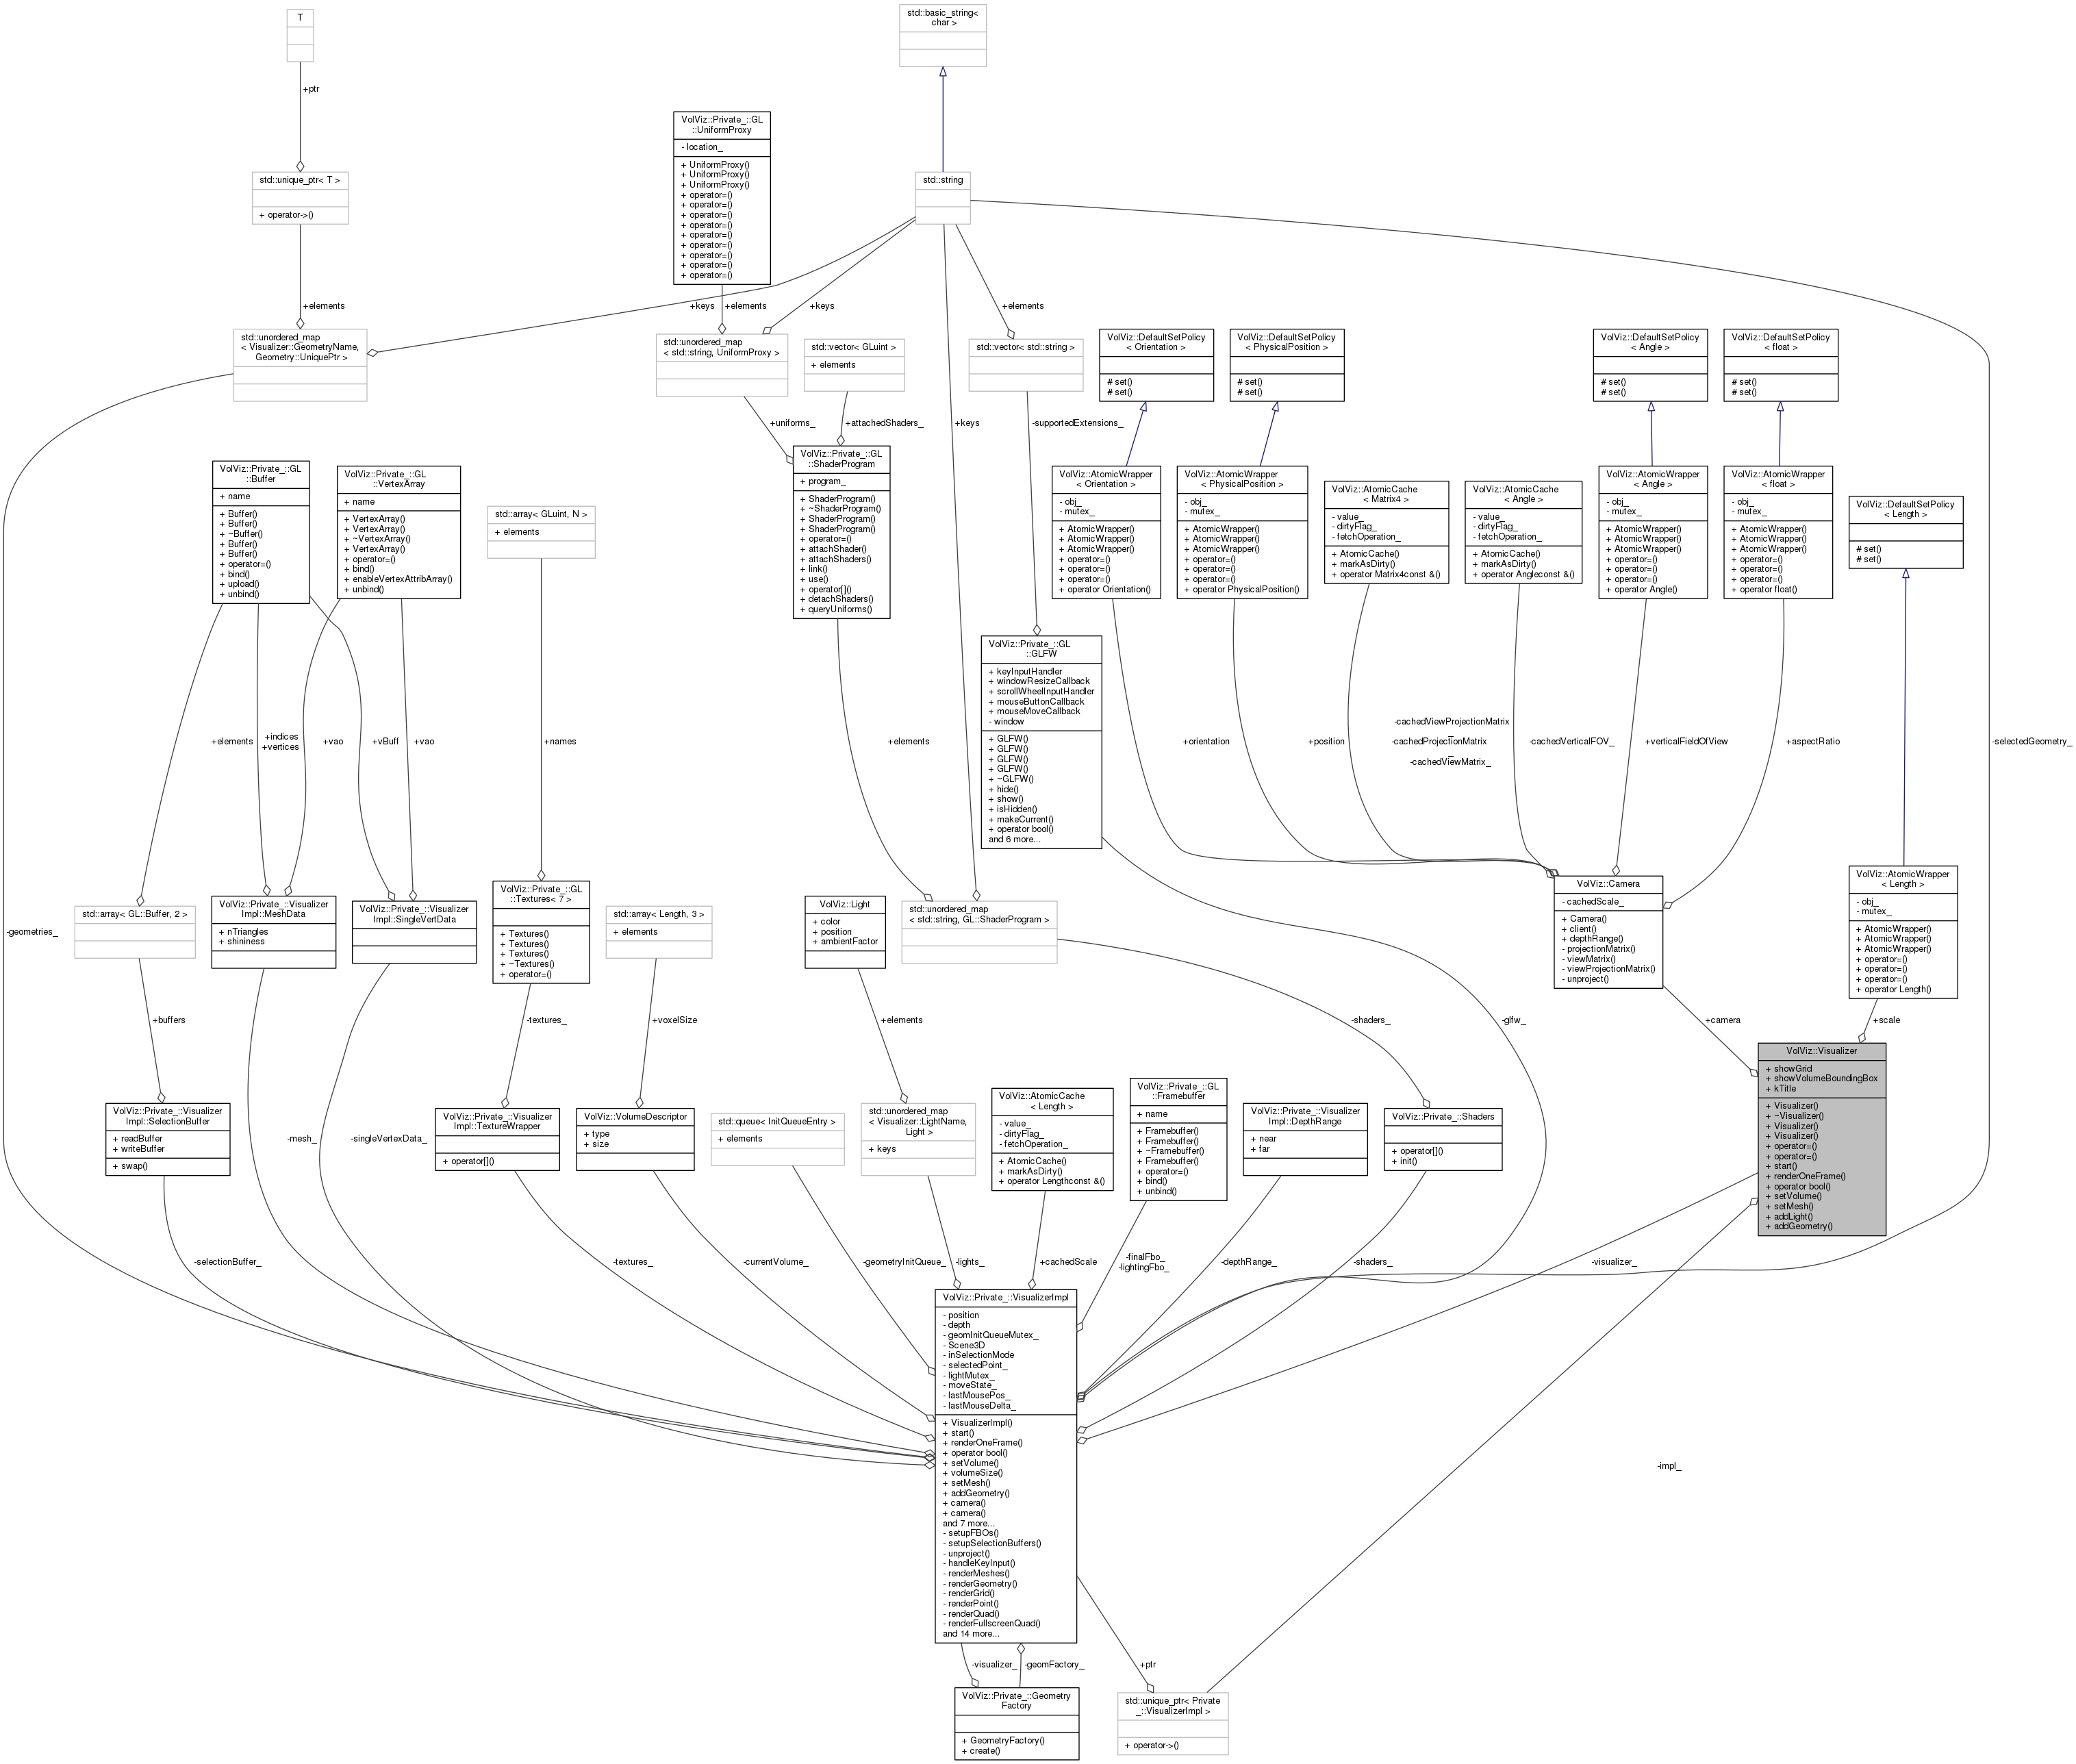 T
std::basic_string<
char >
+ptr
VolViz::Private_::GL
::UniformProxy
- location_
+ UniformProxy()
+ UniformProxy()
+ UniformProxy()
+ operator=()
+ operator=()
+ operator=()
+ operator=()
+ operator=()
+ operator=()
+ operator=()
+ operator=()
+ operator=()
std::unique_ptr< T >
+ operator->()
std::string
+elements
+keys
+elements
+keys
+elements
std::unordered_map
< Visualizer::GeometryName,
Geometry::UniquePtr >
std::unordered_map
< std::string, UniformProxy >
std::vector< GLuint >
+ elements
std::vector< std::string >
VolViz::DefaultSetPolicy
< Orientation >
# set()
# set()
VolViz::DefaultSetPolicy
< PhysicalPosition >
# set()
# set()
VolViz::DefaultSetPolicy
< Angle >
# set()
# set()
VolViz::DefaultSetPolicy
< float >
# set()
# set()
+uniforms_
+attachedShaders_
+keys
-supportedExtensions_
VolViz::Private_::GL
::Buffer
+ name
+ Buffer()
+ Buffer()
+ ~Buffer()
+ Buffer()
+ Buffer()
+ operator=()
+ bind()
+ upload()
+ unbind()
VolViz::Private_::GL
::VertexArray
+ name
+ VertexArray()
+ VertexArray()
+ ~VertexArray()
+ VertexArray()
+ operator=()
+ bind()
+ enableVertexAttribArray()
+ unbind()
std::array< GLuint, N >
+ elements
VolViz::Private_::GL
::ShaderProgram
+ program_
+ ShaderProgram()
+ ~ShaderProgram()
+ ShaderProgram()
+ ShaderProgram()
+ operator=()
+ attachShader()
+ attachShaders()
+ link()
+ use()
+ operator[]()
+ detachShaders()
+ queryUniforms()
VolViz::AtomicWrapper
< Orientation >
- obj_
- mutex_
+ AtomicWrapper()
+ AtomicWrapper()
+ AtomicWrapper()
+ operator=()
+ operator=()
+ operator=()
+ operator Orientation()
VolViz::AtomicWrapper
< PhysicalPosition >
- obj_
- mutex_
+ AtomicWrapper()
+ AtomicWrapper()
+ AtomicWrapper()
+ operator=()
+ operator=()
+ operator=()
+ operator PhysicalPosition()
VolViz::AtomicCache
< Matrix4 >
- value_
- dirtyFlag_
- fetchOperation_
+ AtomicCache()
+ markAsDirty()
+ operator Matrix4const &()
VolViz::AtomicCache
< Angle >
- value_
- dirtyFlag_
- fetchOperation_
+ AtomicCache()
+ markAsDirty()
+ operator Angleconst &()
VolViz::AtomicWrapper
< Angle >
- obj_
- mutex_
+ AtomicWrapper()
+ AtomicWrapper()
+ AtomicWrapper()
+ operator=()
+ operator=()
+ operator=()
+ operator Angle()
VolViz::AtomicWrapper
< float >
- obj_
- mutex_
+ AtomicWrapper()
+ AtomicWrapper()
+ AtomicWrapper()
+ operator=()
+ operator=()
+ operator=()
+ operator float()
VolViz::DefaultSetPolicy
< Length >
# set()
# set()
VolViz::Private_::GL
::GLFW
+ keyInputHandler
+ windowResizeCallback
+ scrollWheelInputHandler
+ mouseButtonCallback
+ mouseMoveCallback
- window
+ GLFW()
+ GLFW()
+ GLFW()
+ GLFW()
+ ~GLFW()
+ hide()
+ show()
+ isHidden()
+ makeCurrent()
+ operator bool()
and 6 more...
+elements
+indices
+vertices
+vao
+vBuff
+vao
+names
+elements
+orientation
+position
-cachedViewProjectionMatrix
_
-cachedProjectionMatrix
_
-cachedViewMatrix_
-cachedVerticalFOV_
+verticalFieldOfView
+aspectRatio
-selectedGeometry_
-geometries_
std::array< GL::Buffer, 2 >
VolViz::Private_::Visualizer
Impl::MeshData
+ nTriangles
+ shininess
VolViz::Private_::Visualizer
Impl::SingleVertData
VolViz::Private_::GL
::Textures< 7 >
+ Textures()
+ Textures()
+ Textures()
+ ~Textures()
+ operator=()
std::array< Length, 3 >
+ elements
VolViz::Light
+ color
+ position
+ ambientFactor
std::unordered_map
< std::string, GL::ShaderProgram >
VolViz::Camera
- cachedScale_
+ Camera()
+ client()
+ depthRange()
- projectionMatrix()
- viewMatrix()
- viewProjectionMatrix()
- unproject()
VolViz::AtomicWrapper
< Length >
- obj_
- mutex_
+ AtomicWrapper()
+ AtomicWrapper()
+ AtomicWrapper()
+ operator=()
+ operator=()
+ operator=()
+ operator Length()
+buffers
-textures_
+voxelSize
+elements
-shaders_
-glfw_
+camera
+scale
VolViz::Private_::Visualizer
Impl::SelectionBuffer
+ readBuffer
+ writeBuffer
+ swap()
-mesh_
-singleVertexData_
VolViz::Private_::Visualizer
Impl::TextureWrapper
+ operator[]()
VolViz::VolumeDescriptor
+ type
+ size
std::queue< InitQueueEntry >
+ elements
std::unordered_map
< Visualizer::LightName,
Light >
+ keys
VolViz::AtomicCache
< Length >
- value_
- dirtyFlag_
- fetchOperation_
+ AtomicCache()
+ markAsDirty()
+ operator Lengthconst &()
VolViz::Private_::GL
::Framebuffer
+ name
+ Framebuffer()
+ Framebuffer()
+ ~Framebuffer()
+ Framebuffer()
+ operator=()
+ bind()
+ unbind()
VolViz::Private_::Visualizer
Impl::DepthRange
+ near
+ far
VolViz::Private_::Shaders
+ operator[]()
+ init()
VolViz::Visualizer
+ showGrid
+ showVolumeBoundingBox
+ kTitle
+ Visualizer()
+ ~Visualizer()
+ Visualizer()
+ Visualizer()
+ operator=()
+ operator=()
+ start()
+ renderOneFrame()
+ operator bool()
+ setVolume()
+ setMesh()
+ addLight()
+ addGeometry()
-selectionBuffer_
-textures_
-currentVolume_
-geometryInitQueue_
-lights_
+cachedScale
-finalFbo_
-lightingFbo_
-depthRange_
-shaders_
-visualizer_
VolViz::Private_::VisualizerImpl
- position
- depth
- geomInitQueueMutex_
- Scene3D
- inSelectionMode
- selectedPoint_
- lightMutex_
- moveState_
- lastMousePos_
- lastMouseDelta_
+ VisualizerImpl()
+ start()
+ renderOneFrame()
+ operator bool()
+ setVolume()
+ volumeSize()
+ setMesh()
+ addGeometry()
+ camera()
+ camera()
and 7 more...
- setupFBOs()
- setupSelectionBuffers()
- unproject()
- handleKeyInput()
- renderMeshes()
- renderGeometry()
- renderGrid()
- renderPoint()
- renderQuad()
- renderFullscreenQuad()
and 14 more...
-impl_
-visualizer_
-geomFactory_
+ptr
VolViz::Private_::Geometry
Factory
+ GeometryFactory()
+ create()
std::unique_ptr< Private
_::VisualizerImpl >
+ operator->()